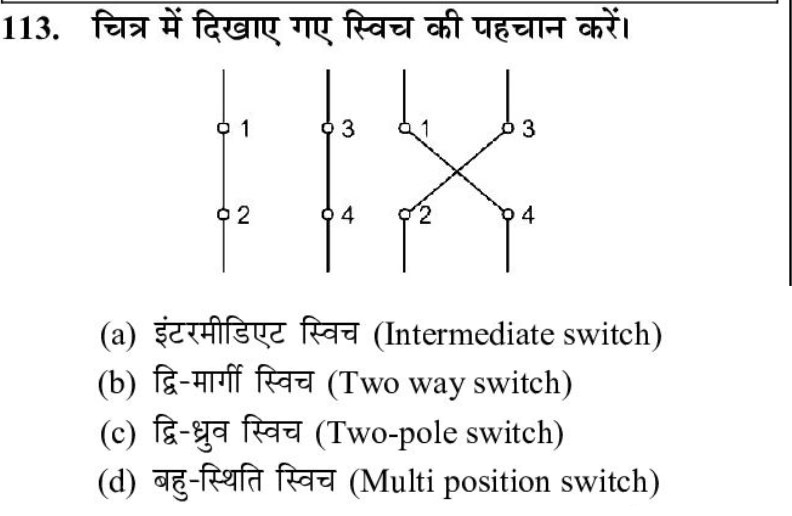 113. चित्र में दिखाए गए स्विच की पहचान करें।
1 3 1 3
2 4 2 4
(a) इंटरमीडिएट स्विच (Intermediate switch)
(b) द्वि-मार्गी स्विच (Two way switch)
(c) द्वि-ध्रुव स्विच (Two-pole switch)
(d) बहु-स्थिति स्विच (Multi position switch)